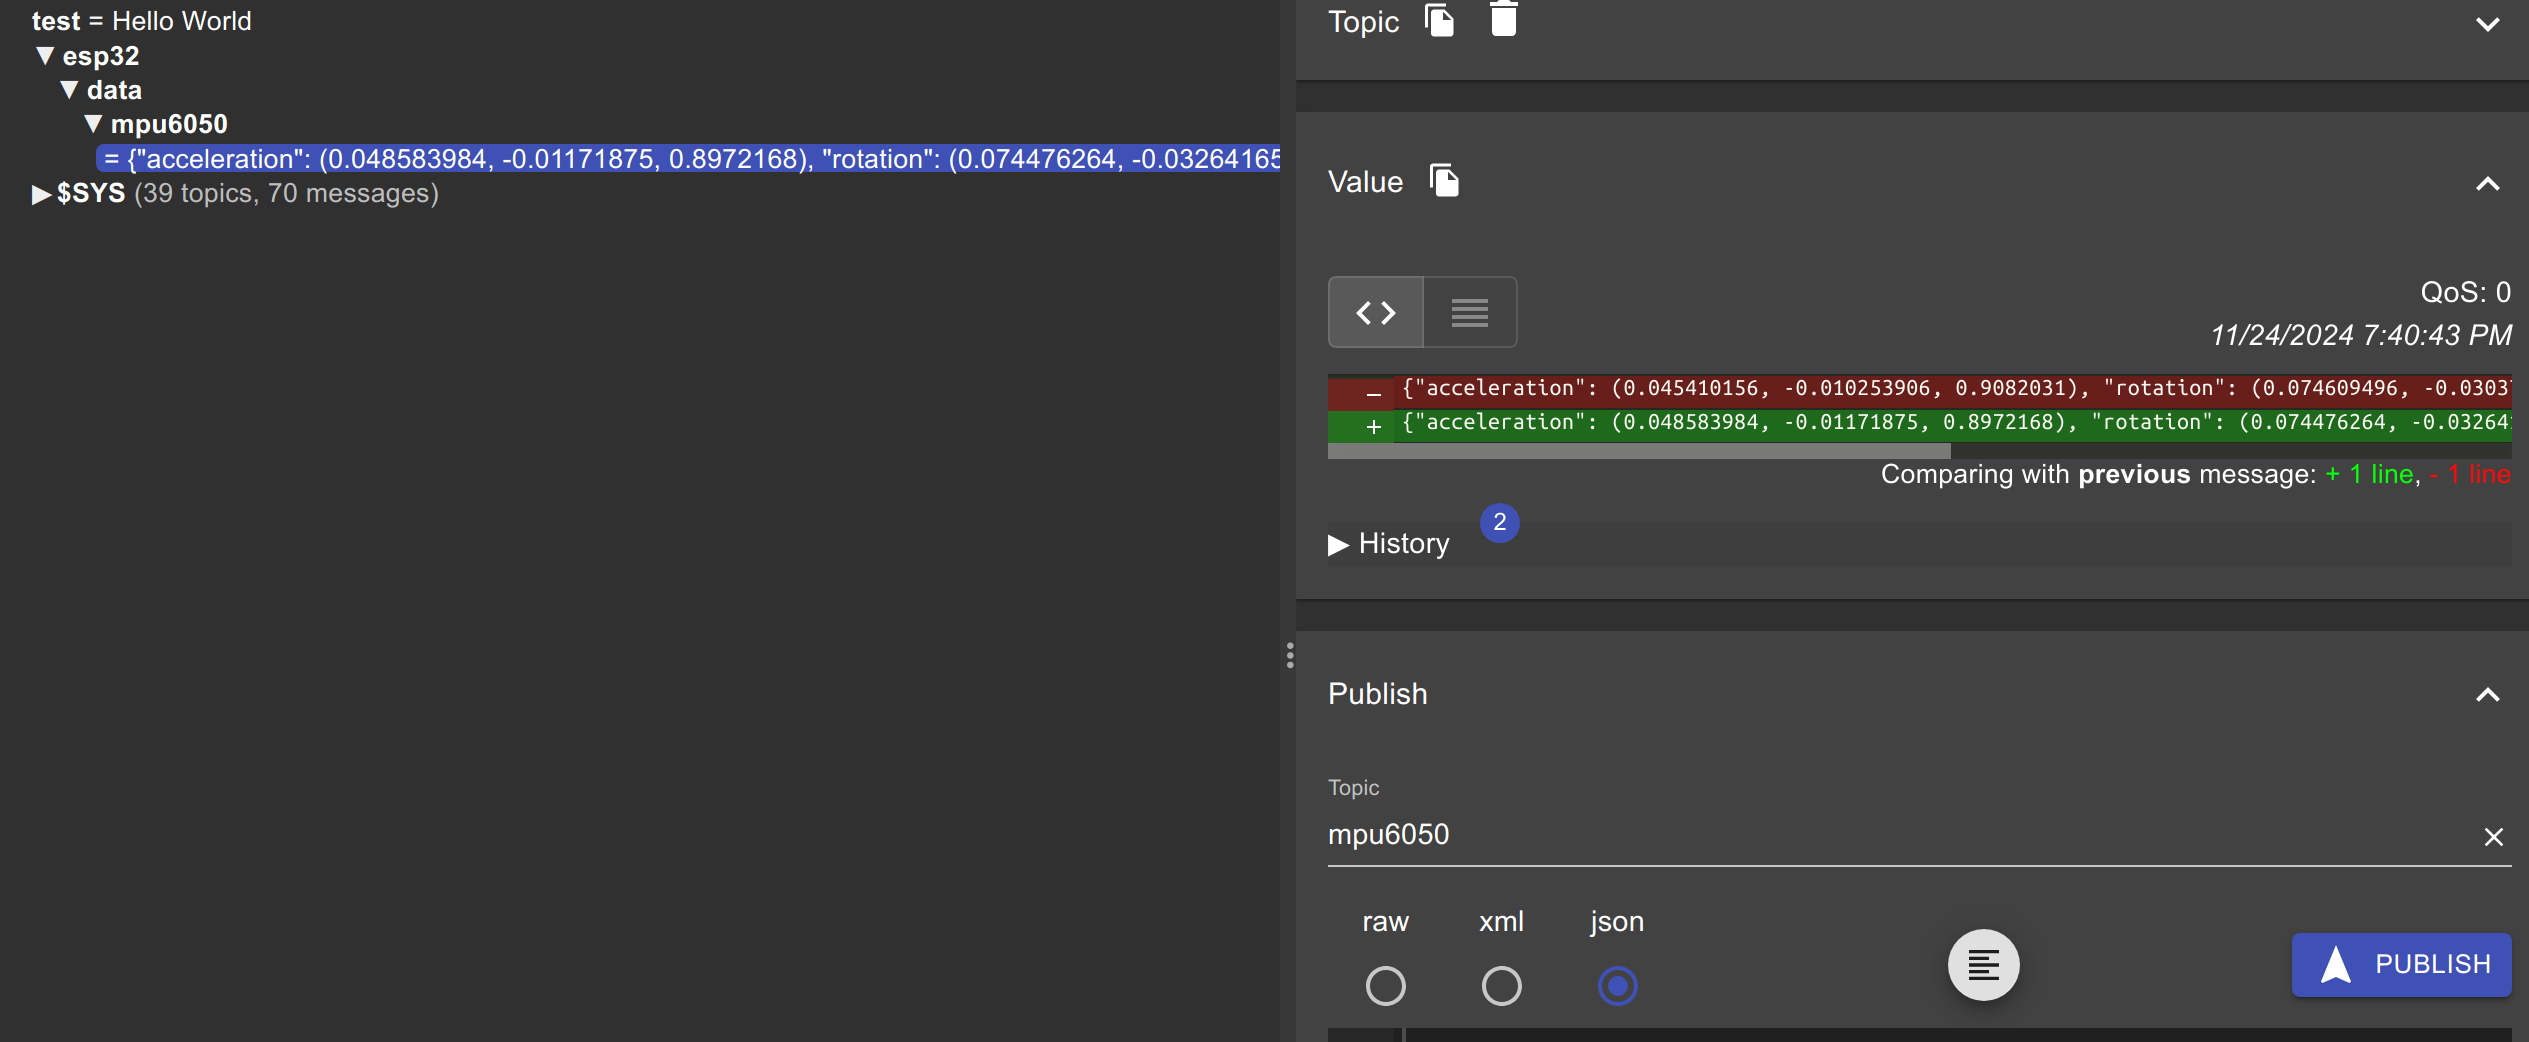 test = Hello World
▼ esp32
▼ data
▼ mpu6050
= {"acceleration": (0.048583984, -0.01171875, 0.8972168), "rotation": (0.074476264, -0.03264165
▶ $SYS (39 topics, 70 messages)
Topic
Value
QoS: 0
11/24/2024 7:40:43 PM
- {"acceleration": (0.045410156, -0.010253906, 0.9082031), "rotation": (0.074609496, -0.0303
+ {"acceleration": (0.048583984, -0.01171875, 0.8972168), "rotation": (0.074476264, -0.03264
Comparing with previous message: + 1 line, - 1 line
▶ History 2
Publish
Topic
mpu6050
raw xml json
PUBLISH